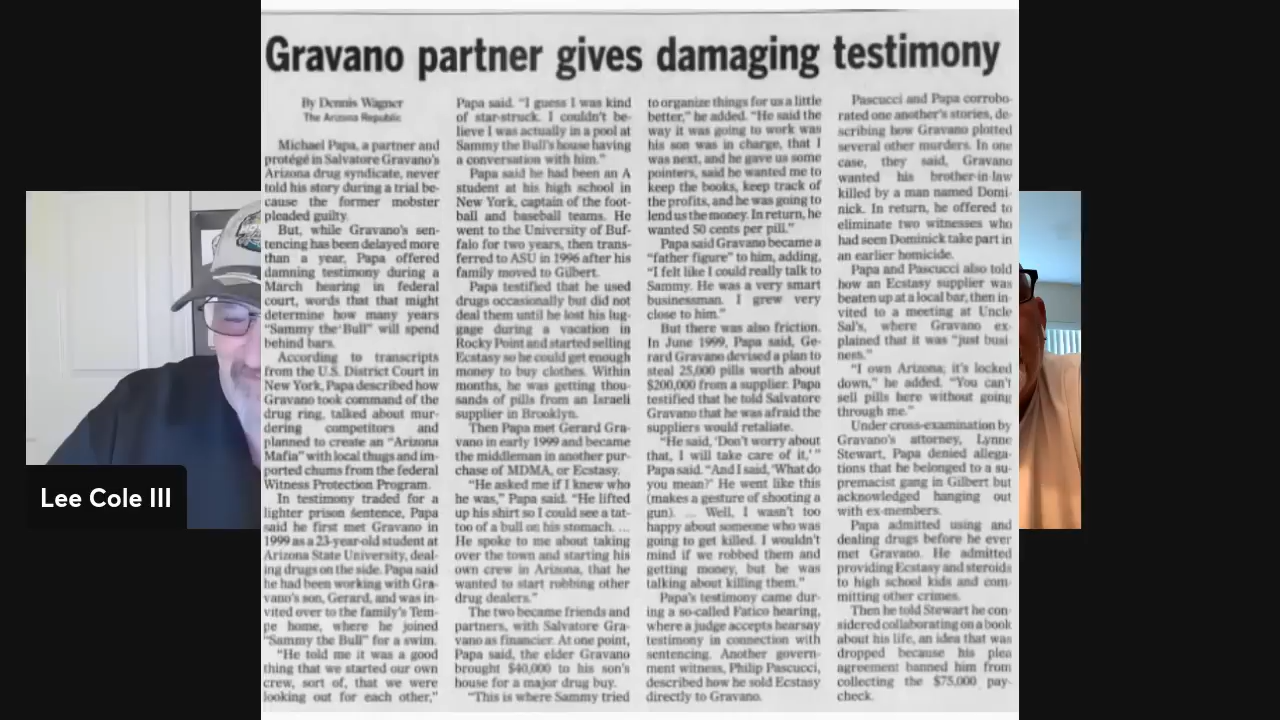 Gravano partner gives damaging testimony
By Dennis Wagner
The Arizona Republic
Michael Papa, a partner and
protégé in Salvatore Gravano's
Arizona drug syndicate, never
told his story during a trial be-
cause the former mobster
pleaded guilty.
But, while Gravano's sen-
tencing has been delayed more
than a year, Papa offered
damning testimony during a
March hearing in federal
court, words that that might
determine how many years
"Sammy the Bull" will spend
behind bars.
According to transcripts
from the U.S. District Court in
New York, Papa described how
Gravano took command of the
drug ring, talked about mur-
dering competitors and
planned to create an "Arizona
Mafia" with local thugs and im-
ported chums from the federal
Witness Protection Program.
In testimony traded for a
lighter prison sentence, Papa
said he first met Gravano in
1999 as a 23-year-old student at
Arizona State University, deal-
ing drugs on the side. Papa said
he had been working with Gra-
vano's son, Gerard, and was in-
vited over to the family's Tem-
pe home, where he joined
"Sammy the Bull" for a swim.
"He told me it was a good
thing that we started our own
crew, sort of, that we were
looking out for each other,"
Papa said. "I guess I was kind
of star-struck. I couldn't be-
lieve I was actually in a pool at
Sammy the Bull's house having
a conversation with him."
Papa said he had been an A
student at his high school in
New York, captain of the foot-
ball and baseball teams. He
went to the University of Buf-
falo for two years, then trans-
ferred to ASU in 1996 after his
family moved to Gilbert.
Papa testified that he used
drugs occasionally but did not
deal them until he lost his lug-
gage during a vacation in
Rocky Point and started selling
Ecstasy so he could get enough
money to buy clothes. Within
months, he was getting thou-
sands of pills from an Israeli
supplier in Brooklyn.
Then Papa met Gerard Gra-
vano in early 1999 and became
the middleman in another pur-
chase of MDMA, or Ecstasy.
"He asked me if I knew who
he was," Papa said. "He lifted
up his shirt so I could see a tat-
too of a bull on his stomach. ...
He spoke to me about taking
over the town and starting his
own crew in Arizona, that he
wanted to start robbing other
drug dealers."
The two became friends and
partners, with Salvatore Gra-
vano as financier. At one point,
Papa said, the elder Gravano
brought $40,000 to his son's
house for a major drug buy.
"This is where Sammy tried
to organize things for us a little
better," he added. "He said the
way it was going to work was
his son was in charge, that I
was next, and he gave us some
pointers, said he wanted me to
keep the books, keep track of
the profits, and he was going to
lend us the money. In return, he
wanted 50 cents per pill."
Papa said Gravano became a
"father figure" to him, adding,
"I felt like I could really talk to
Sammy. He was a very smart
businessman. I grew very
close to him."
But there was also friction.
In June 1999, Papa said, Ge-
rard Gravano devised a plan to
steal 25,000 pills worth about
$200,000 from a supplier. Papa
testified that he told Salvatore
Gravano that he was afraid the
suppliers would retaliate.
"He said, 'Don't worry about
that, I will take care of it,' "
Papa said. "And I said, 'What do
you mean?' He went like this
(makes a gesture of shooting a
gun). ... Well, I wasn't too
happy about someone who was
going to get killed. I wouldn't
mind if we robbed them and
getting money, but he was
talking about killing them."
Papa's testimony came dur-
ing a so-called Fatico hearing,
where a judge accepts hearsay
testimony in connection with
sentencing. Another govern-
ment witness, Philip Pascucci,
described how he sold Ecstasy
directly to Gravano.
Pascucci and Papa corrobo-
rated one another's stories, de-
scribing how Gravano plotted
several other murders. In one
case, they said, Gravano
wanted his brother-in-law
killed by a man named Domi-
nick. In return, he offered to
eliminate two witnesses who
had seen Dominick take part in
an earlier homicide.
Papa and Pascucci also told
how an Ecstasy supplier was
beaten up at a local bar, then in-
vited to a meeting at Uncle
Sal's, where Gravano ex-
plained that it was "just busi-
ness."
"I own Arizona; it's locked
down," he added. "You can't
sell pills here without going
through me."
Under cross-examination by
Gravano's attorney, Lynne
Stewart, Papa denied allega-
tions that he belonged to a su-
premacist gang in Gilbert but
acknowledged hanging out
with ex-members.
Papa admitted using and
dealing drugs before he ever
met Gravano. He admitted
providing Ecstasy and steroids
to high school kids and com-
mitting other crimes.
Then he told Stewart he con-
sidered collaborating on a book
about his life, an idea that was
dropped because his plea
agreement banned him from
collecting the $75,000 pay-
check.
Lee Cole III